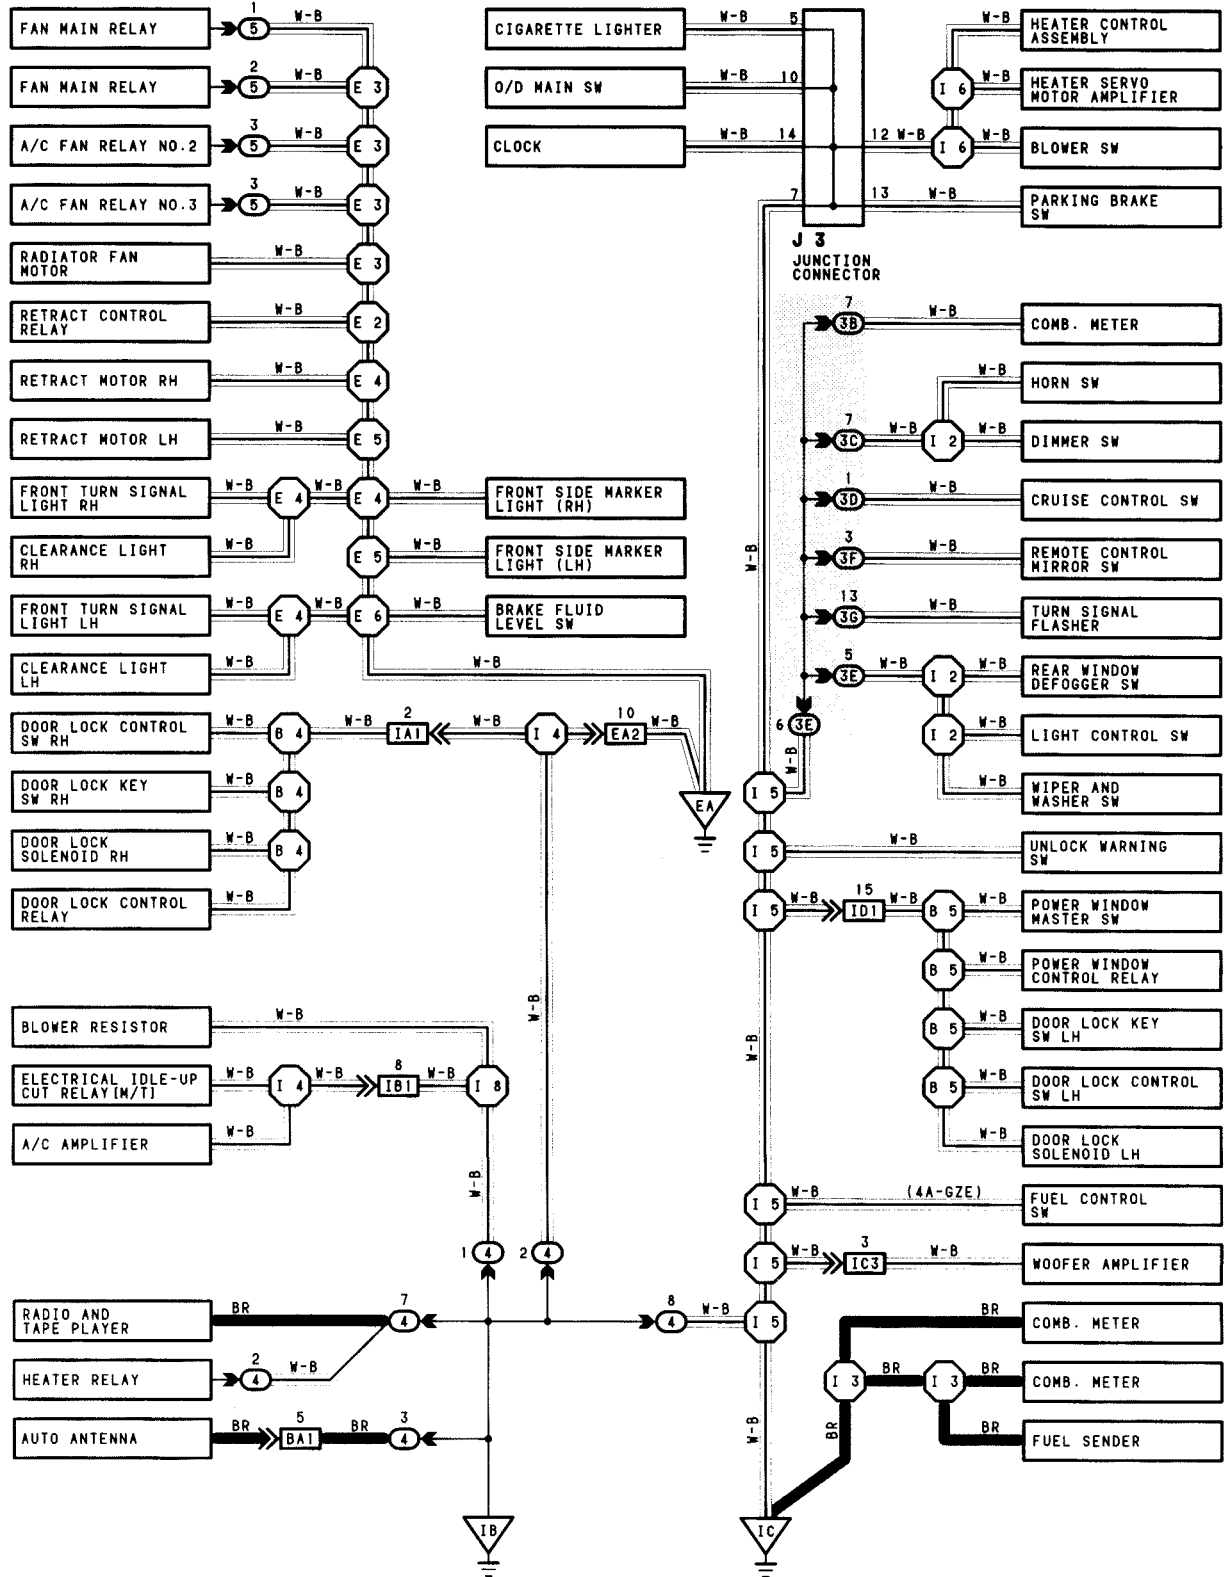 FAN MAIN RELAY
1
5
W-B
FAN MAIN RELAY
2
5
W-B
E 3
A/C FAN RELAY NO.2
3
5
W-B
E 3
A/C FAN RELAY NO.3
3
5
W-B
E 3
RADIATOR FAN
MOTOR
W-B
E 3
RETRACT CONTROL
RELAY
W-B
E 2
RETRACT MOTOR RH
W-B
E 4
RETRACT MOTOR LH
W-B
E 5
FRONT TURN SIGNAL
LIGHT RH
W-B
E 4
W-B
E 4
W-B
FRONT SIDE MARKER
LIGHT (RH)
CLEARANCE LIGHT
RH
W-B
E 5
W-B
FRONT SIDE MARKER
LIGHT (LH)
FRONT TURN SIGNAL
LIGHT LH
W-B
E 4
W-B
E 6
W-B
BRAKE FLUID
LEVEL SW
CLEARANCE LIGHT
LH
W-B
W-B
DOOR LOCK CONTROL
SW RH
W-B
B 4
W-B
2
IA1
W-B
I 4
10
EA2
W-B
DOOR LOCK KEY
SW RH
W-B
B 4
EA
DOOR LOCK
SOLENOID RH
W-B
B 4
DOOR LOCK CONTROL
RELAY
W-B
W-B
BLOWER RESISTOR
W-B
ELECTRICAL IDLE-UP
CUT RELAY[M/T]
W-B
I 4
W-B
8
IB1
W-B
I 8
A/C AMPLIFIER
W-B
W-B
1
4
2
4
RADIO AND
TAPE PLAYER
BR
7
4
8
4
W-B
I 5
HEATER RELAY
2
4
W-B
AUTO ANTENNA
BR
5
BA1
BR
3
4
IB
CIGARETTE LIGHTER
W-B
5
O/D MAIN SW
W-B
10
CLOCK
W-B
14
7
12
W-B
13
W-B
J 3
JUNCTION
CONNECTOR
W-B
HEATER CONTROL
ASSEMBLY
I 6
W-B
HEATER SERVO
MOTOR AMPLIFIER
I 6
W-B
BLOWER SW
PARKING BRAKE
SW
7
3B
W-B
COMB. METER
W-B
HORN SW
7
3C
W-B
I 2
W-B
DIMMER SW
1
3D
W-B
CRUISE CONTROL SW
W-B
3
3F
W-B
REMOTE CONTROL
MIRROR SW
13
3G
W-B
TURN SIGNAL
FLASHER
5
3E
W-B
I 2
W-B
REAR WINDOW
DEFOGGER SW
6
3E
W-B
I 2
W-B
LIGHT CONTROL SW
I 5
W-B
WIPER AND
WASHER SW
I 5
W-B
UNLOCK WARNING
SW
I 5
W-B
15
ID1
W-B
B 5
W-B
POWER WINDOW
MASTER SW
B 5
W-B
POWER WINDOW
CONTROL RELAY
W-B
B 5
W-B
DOOR LOCK KEY
SW LH
B 5
W-B
DOOR LOCK CONTROL
SW LH
W-B
DOOR LOCK
SOLENOID LH
I 5
W-B
(4A-GZE)
FUEL CONTROL
SW
I 5
W-B
3
IC3
W-B
WOOFER AMPLIFIER
BR
COMB. METER
I 3
BR
I 3
BR
COMB. METER
W-B
BR
BR
FUEL SENDER
IC